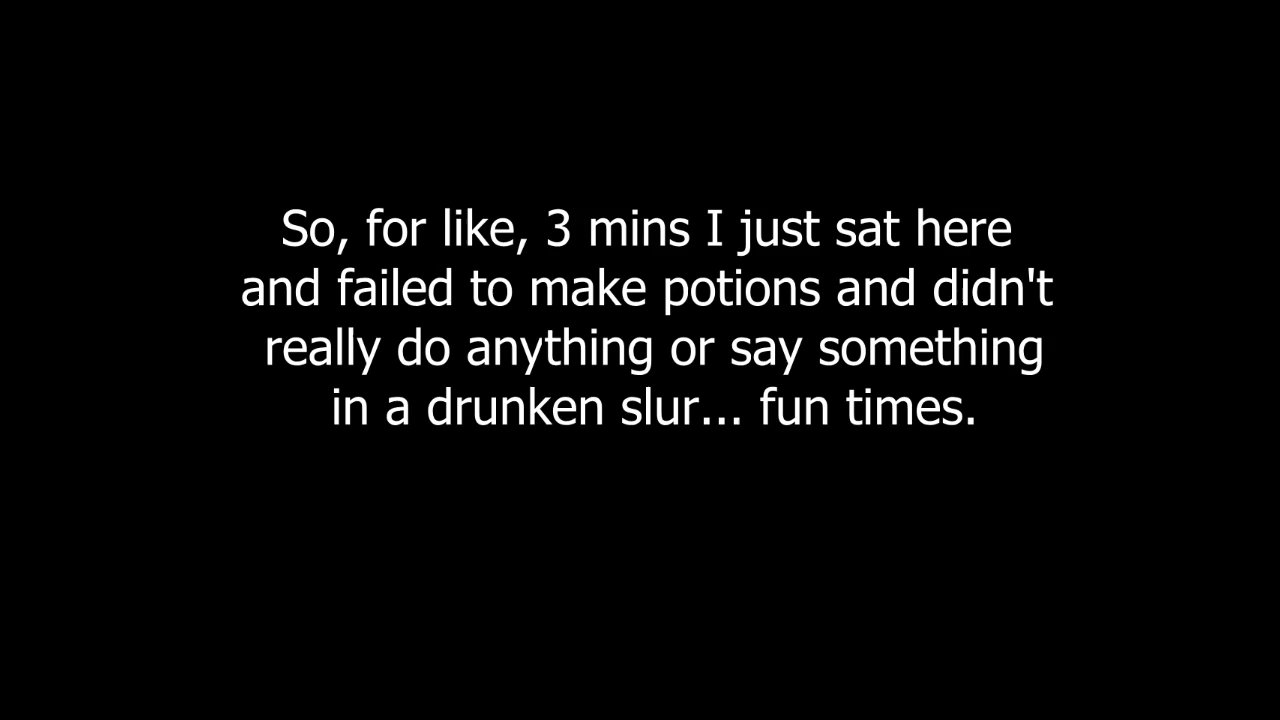 So, for like, 3 mins I just sat here
and failed to make potions and didn't
really do anything or say something
in a drunken slur... fun times.